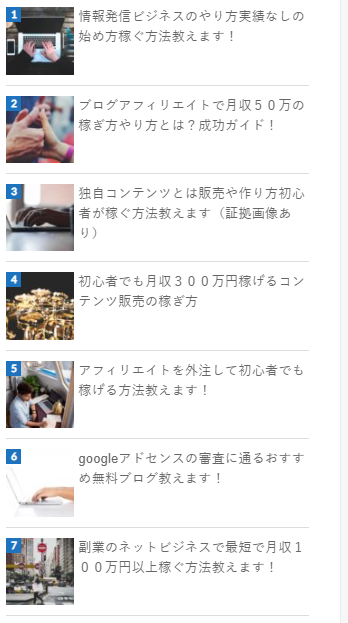 1
情報発信ビジネスのやり方実績なしの
始め方稼ぐ方法教えます！
2
ブログアフィリエイトで月収５０万の
稼ぎ方やり方とは？成功ガイド！
3
独自コンテンツとは販売や作り方初心
者が稼ぐ方法教えます（証拠画像あ
り）
4
初心者でも月収３００万円稼げるコン
テンツ販売の稼ぎ方
5
アフィリエイトを外注して初心者でも
稼げる方法教えます！
6
googleアドセンスの審査に通るおすす
め無料ブログ教えます！
7
副業のネットビジネスで最短で月収１
００万円以上稼ぐ方法教えます！